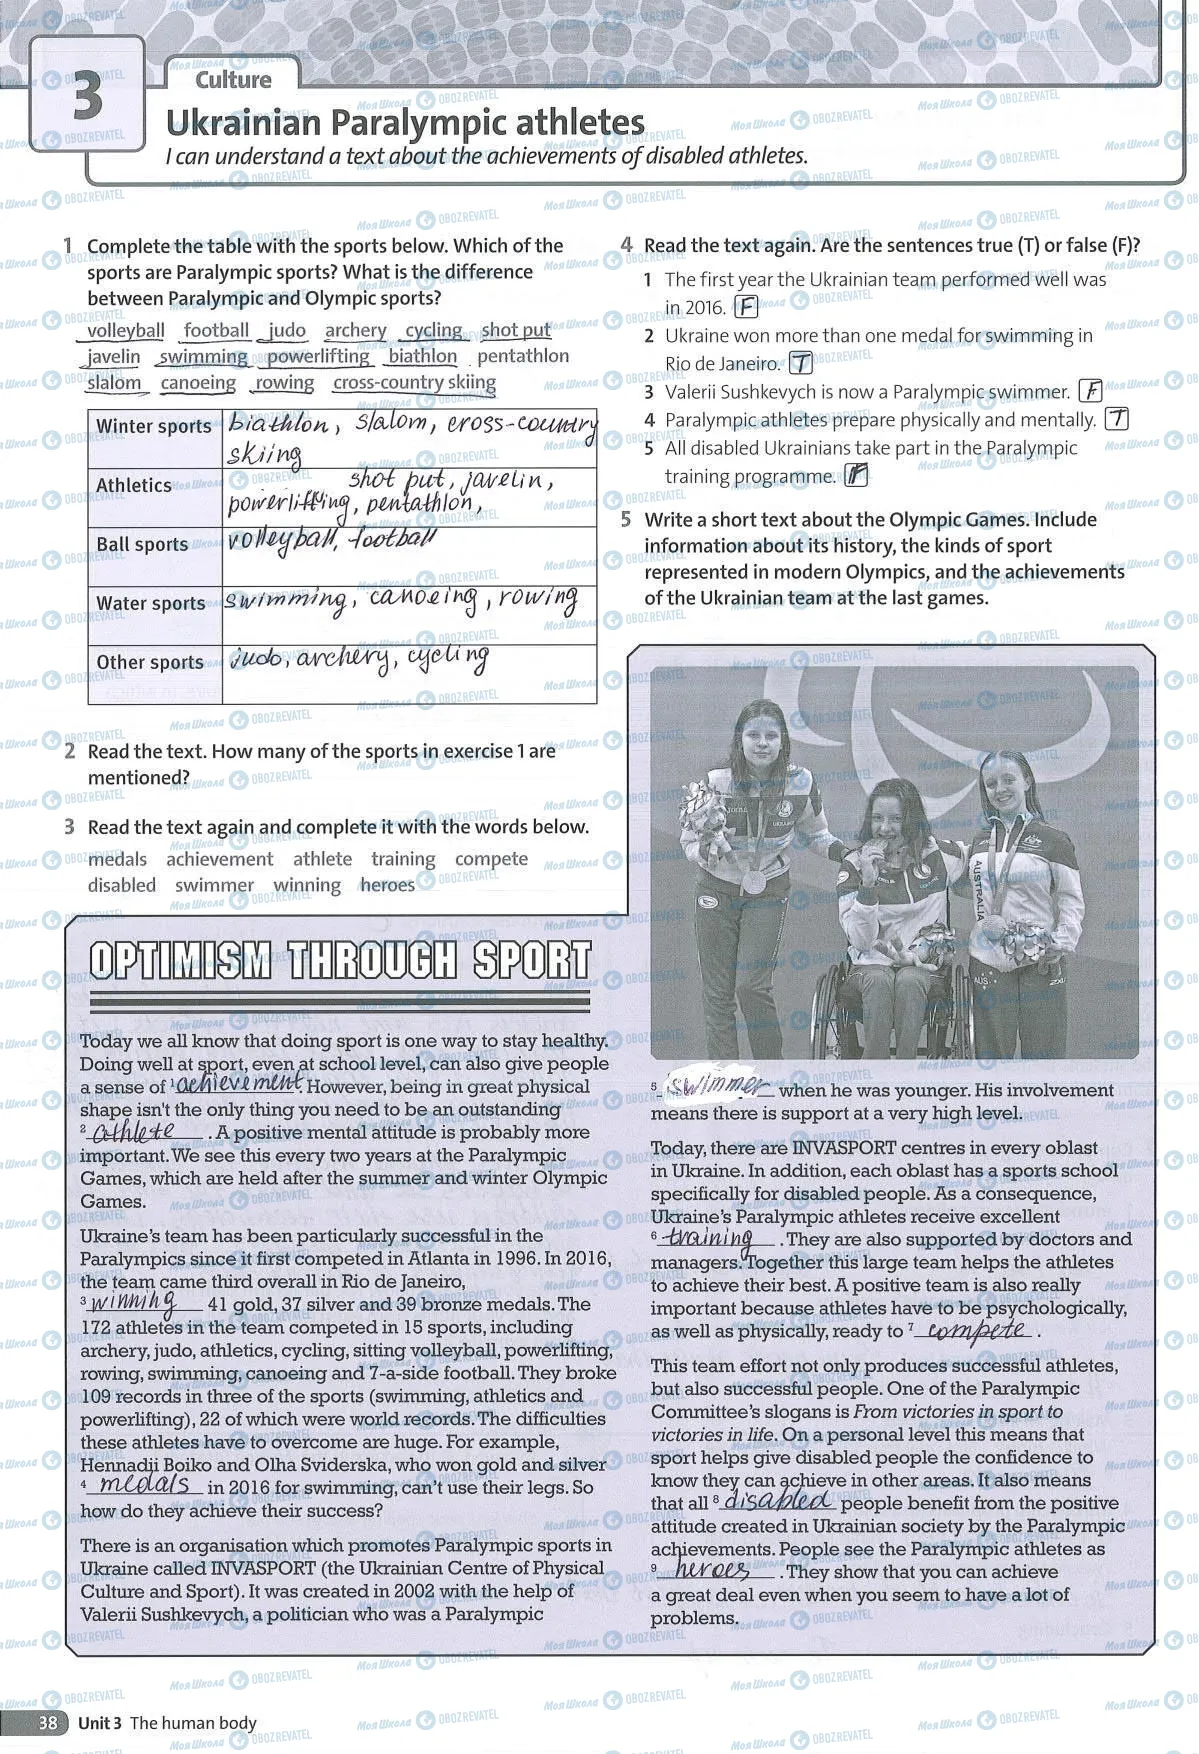 3
Culture
Ukrainian Paralympic athletes
I can understand a text about the achievements of disabled athletes.
1 Complete the table with the sports below. Which of the
sports are Paralympic sports? What is the difference
between Paralympic and Olympic sports?
volleyball football judo archery cycling shot put
javelin swimming powerlifting biathlon pentathlon
slalom canoeing rowing cross-country skiing
Winter sports biathlon, slalom, cross-country
skiing
Athletics shot put, javelin,
powerlifting, pentathlon,
Ball sports volleyball, football
Water sports swimming, canoeing, rowing
Other sports judo, archery, cycling
2 Read the text. How many of the sports in exercise 1 are
mentioned?
3 Read the text again and complete it with the words below.
medals achievement athlete training compete
disabled swimmer winning heroes
4 Read the text again. Are the sentences true (T) or false (F)?
1 The first year the Ukrainian team performed well was
in 2016. F
2 Ukraine won more than one medal for swimming in
Rio de Janeiro. T
3 Valerii Sushkevych is now a Paralympic swimmer. F
4 Paralympic athletes prepare physically and mentally. T
5 All disabled Ukrainians take part in the Paralympic
training programme. F
5 Write a short text about the Olympic Games. Include
information about its history, the kinds of sport
represented in modern Olympics, and the achievements
of the Ukrainian team at the last games.
OPTIMISM THROUGH SPORT
Today we all know that doing sport is one way to stay healthy.
Doing well at sport, even at school level, can also give people
a sense of 1 achievement. However, being in great physical
shape isn't the only thing you need to be an outstanding
2 athlete. A positive mental attitude is probably more
important. We see this every two years at the Paralympic
Games, which are held after the summer and winter Olympic
Games.
Ukraine's team has been particularly successful in the
Paralympics since it first competed in Atlanta in 1996. In 2016,
the team came third overall in Rio de Janeiro,
3 winning 41 gold, 37 silver and 39 bronze medals. The
172 athletes in the team competed in 15 sports, including
archery, judo, athletics, cycling, sitting volleyball, powerlifting,
rowing, swimming, canoeing and 7-a-side football. They broke
109 records in three of the sports (swimming, athletics and
powerlifting), 22 of which were world records. The difficulties
these athletes have to overcome are huge. For example,
Hennadii Boiko and Olha Sviderska, who won gold and silver
4 medals in 2016 for swimming, can't use their legs. So
how do they achieve their success?
There is an organisation which promotes Paralympic sports in
Ukraine called INVASPORT (the Ukrainian Centre of Physical
Culture and Sport). It was created in 2002 with the help of
Valerii Sushkevych, a politician who was a Paralympic
AUSTRALIA
AUS
5 swimmer when he was younger. His involvement
means there is support at a very high level.
Today, there are INVASPORT centres in every oblast
in Ukraine. In addition, each oblast has a sports school
specifically for disabled people. As a consequence,
Ukraine's Paralympic athletes receive excellent
6 training. They are also supported by doctors and
managers. Together this large team helps the athletes
to achieve their best. A positive team is also really
important because athletes have to be psychologically,
as well as physically, ready to 7 compete.
This team effort not only produces successful athletes,
but also successful people. One of the Paralympic
Committee's slogans is From victories in sport to
victories in life. On a personal level this means that
sport helps give disabled people the confidence to
know they can achieve in other areas. It also means
that all 8 disabled people benefit from the positive
attitude created in Ukrainian society by the Paralympic
achievements. People see the Paralympic athletes as
9 heroes. They show that you can achieve
a great deal even when you seem to have a lot of
problems.
38 Unit 3 The human body
Моя Школа OBOZREVATEL